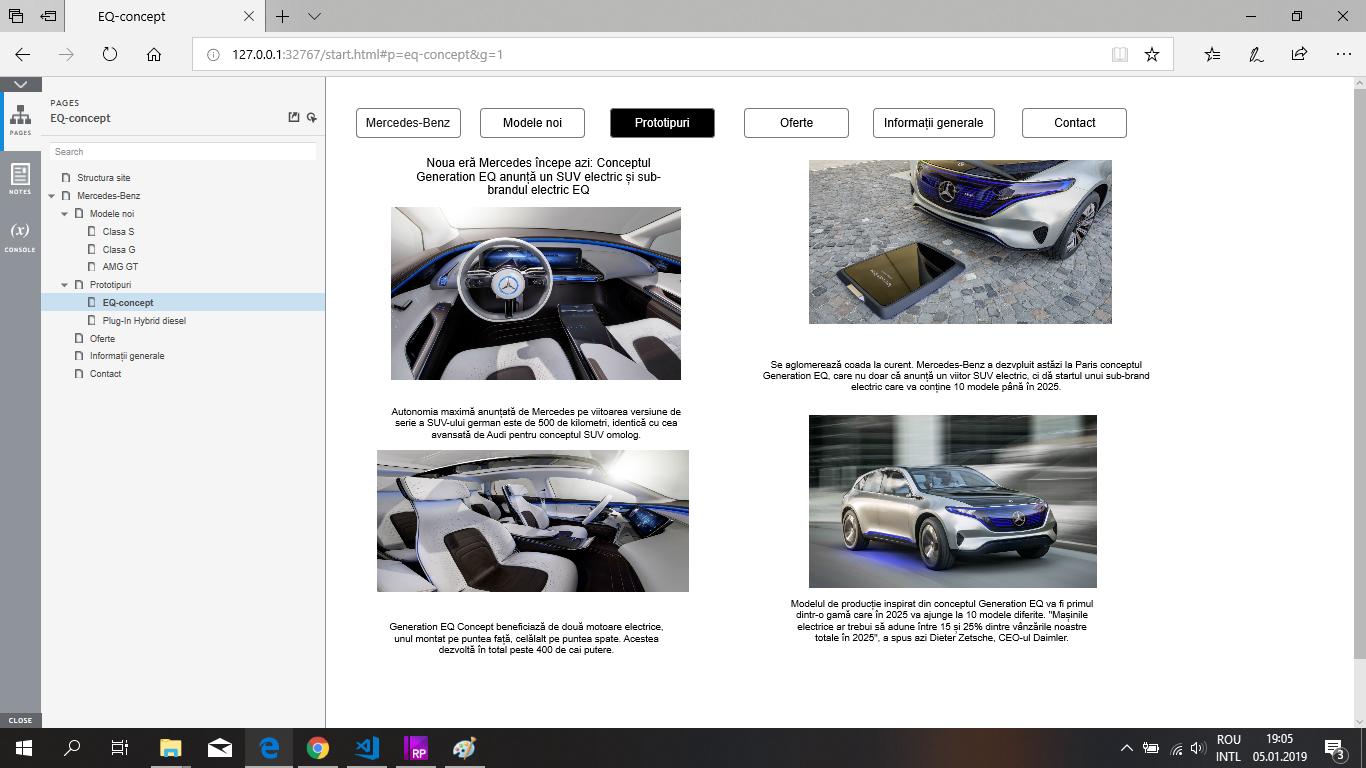 EQ-concept
127.0.0.1:32767/start.html#p=eq-concept&g=1
PAGES
EQ-concept
Search
Structura site
Mercedes-Benz
Modele noi
Clasa S
Clasa G
AMG GT
Prototipuri
EQ-concept
Plug-In Hybrid diesel
Oferte
Informații generale
Contact
PAGES
NOTES
(x)
CONSOLE
CLOSE
Mercedes-Benz
Modele noi
Prototipuri
Oferte
Informații generale
Contact
Noua eră Mercedes începe azi: Conceptul
Generation EQ anunță un SUV electric și sub-
brandul electric EQ
Autonomia maximă anunțată de Mercedes pe viitoarea versiune de
serie a SUV-ului german este de 500 de kilometri, identică cu cea
avansată de Audi pentru conceptul SUV omolog.
Generation EQ Concept beneficiază de două motoare electrice,
unul montat pe puntea față, celălalt pe puntea spate. Acestea
dezvoltă în total peste 400 de cai putere.
Se aglomerează coada la curent. Mercedes-Benz a dezvpluit astăzi la Paris conceptul
Generation EQ, care nu doar că anunță un viitor SUV electric, ci dă startul unui sub-brand
electric care va conține 10 modele până în 2025.
Modelul de producție inspirat din conceptul Generation EQ va fi primul
dintr-o gamă care în 2025 va ajunge la 10 modele diferite. "Mașinile
electrice ar trebui să adune între 15 și 25% dintre vânzările noastre
totale în 2025", a spus azi Dieter Zetsche, CEO-ul Daimler.
RP
ROU
INTL
19:05
05.01.2019
3